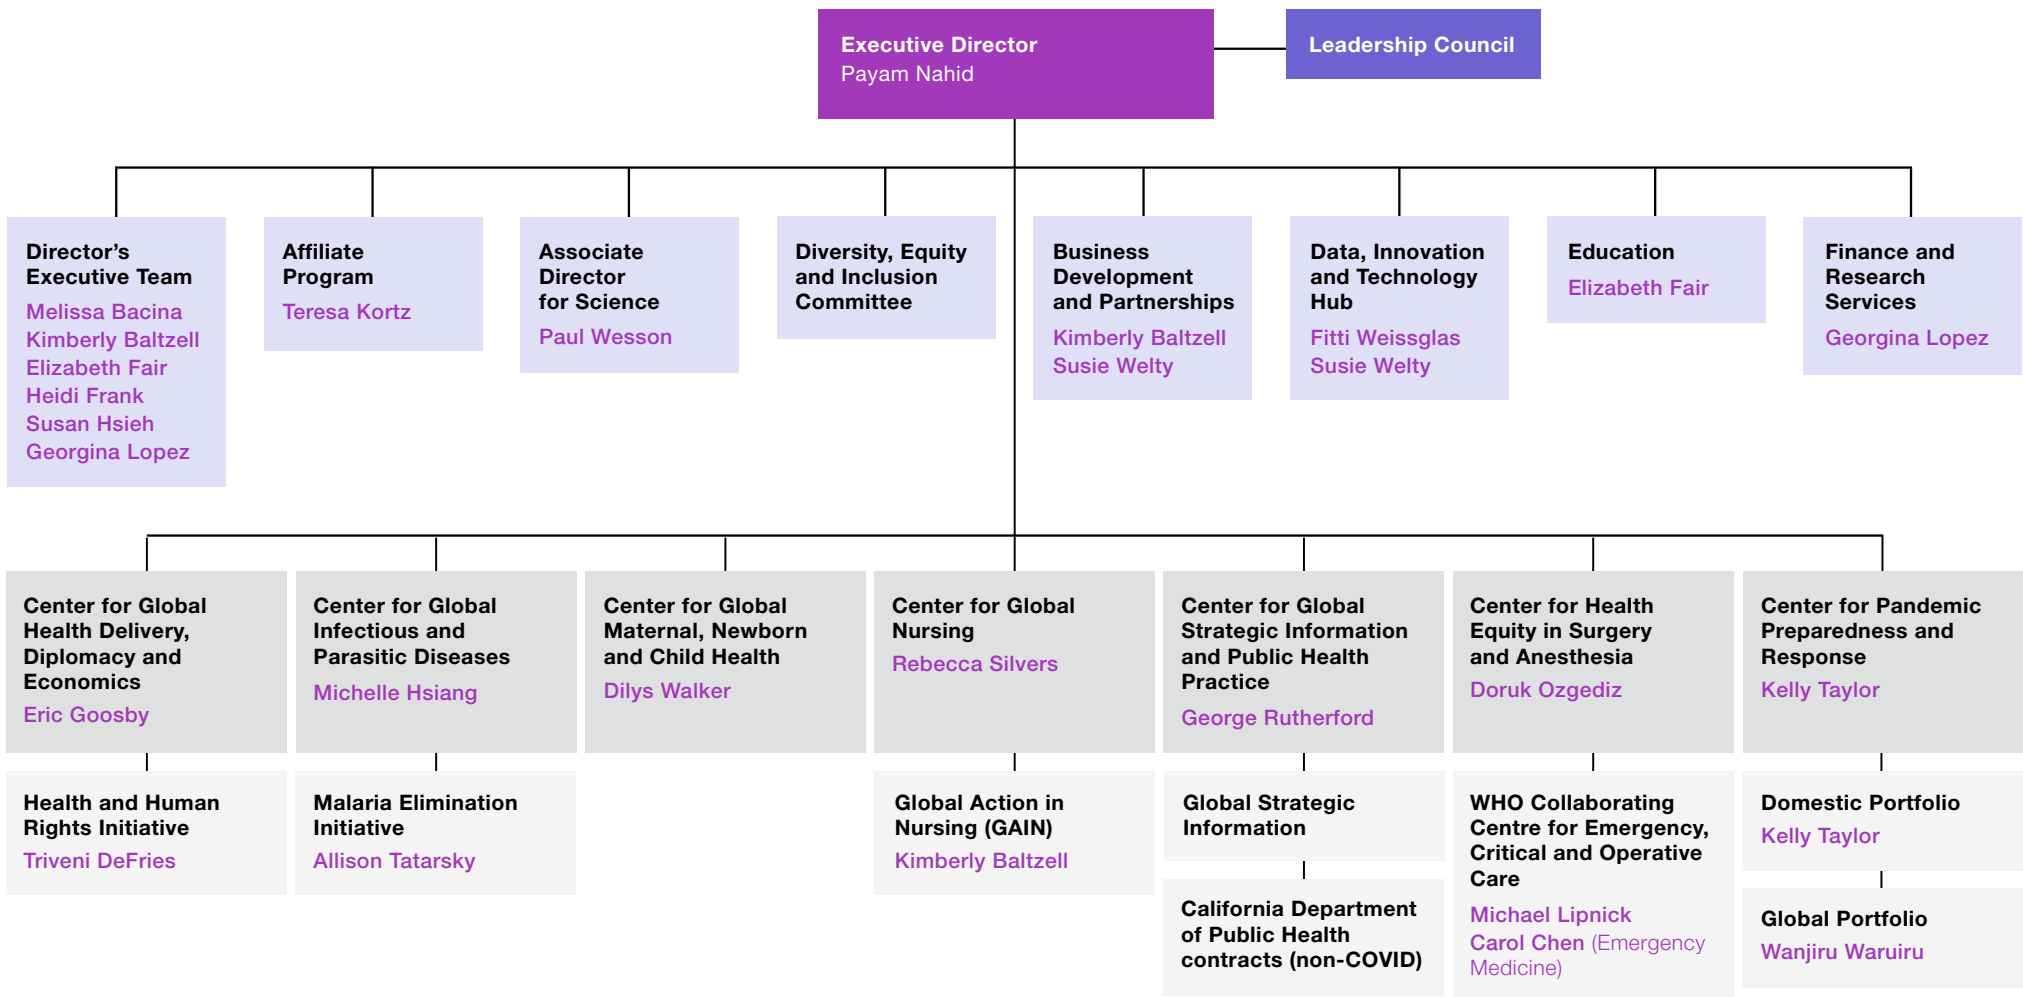 Executive Director
Payam Nahid
Leadership Council
Director’s
Executive Team
Melissa Bacina
Kimberly Baltzell
Elizabeth Fair
Heidi Frank
Susan Hsieh
Georgina Lopez
Affiliate
Program
Teresa Kortz
Associate
Director
for Science
Paul Wesson
Diversity, Equity
and Inclusion
Committee
Business
Development
and Partnerships
Kimberly Baltzell
Susie Welty
Data, Innovation
and Technology
Hub
Fitti Weissglas
Susie Welty
Education
Elizabeth Fair
Finance and
Research
Services
Georgina Lopez
Center for Global
Health Delivery,
Diplomacy and
Economics
Eric Goosby
Center for Global
Infectious and
Parasitic Diseases
Michelle Hsiang
Center for Global
Maternal, Newborn
and Child Health
Dilys Walker
Center for Global
Nursing
Rebecca Silvers
Center for Global
Strategic Information
and Public Health
Practice
George Rutherford
Center for Health
Equity in Surgery
and Anesthesia
Doruk Ozgediz
Center for Pandemic
Preparedness and
Response
Kelly Taylor
Health and Human
Rights Initiative
Triveni DeFries
Malaria Elimination
Initiative
Allison Tatarsky
Global Action in
Nursing (GAIN)
Kimberly Baltzell
Global Strategic
Information
California Department
of Public Health
contracts (non-COVID)
WHO Collaborating
Centre for Emergency,
Critical and Operative
Care
Michael Lipnick
Carol Chen (Emergency
Medicine)
Domestic Portfolio
Kelly Taylor
Global Portfolio
Wanjiru Waruiru